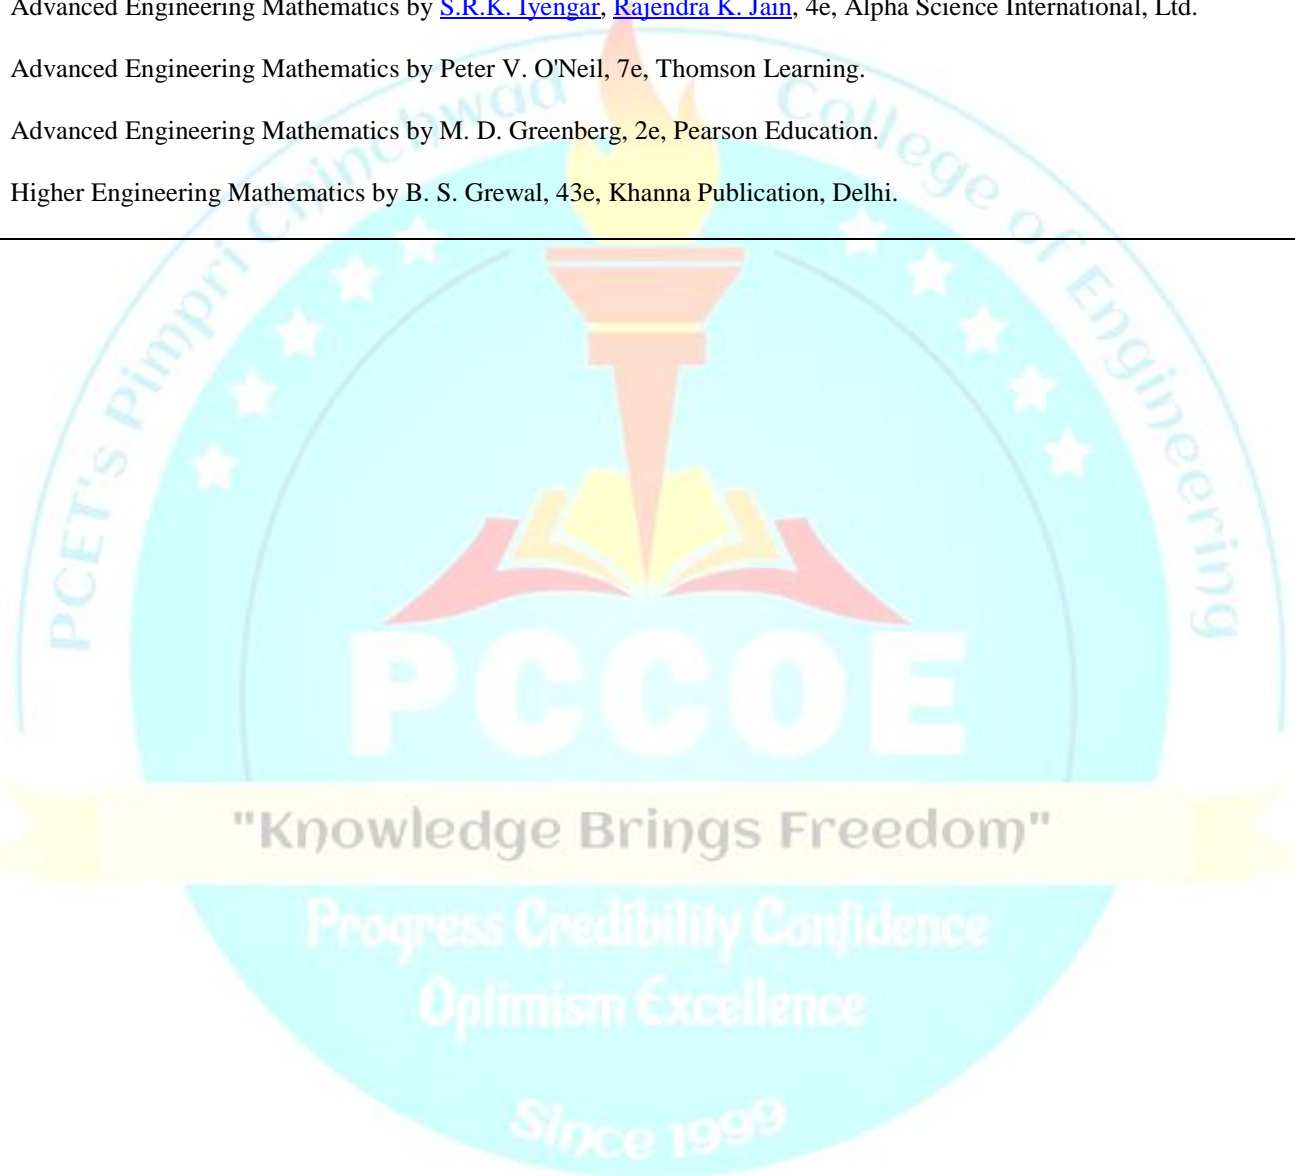 Advanced Engineering Mathematics by S.R.K. Iyengar, Rajendra K. Jain, 4e, Alpha Science International, Ltd.
Advanced Engineering Mathematics by Peter V. O'Neil, 7e, Thomson Learning.
Advanced Engineering Mathematics by M. D. Greenberg, 2e, Pearson Education.
Higher Engineering Mathematics by B. S. Grewal, 43e, Khanna Publication, Delhi.
PCET's Pimpri Chinchwad College of Engineering
PCCOE
"Knowledge Brings Freedom"
Progress Credibility Confidence
Optimism Excellence
Since 1999